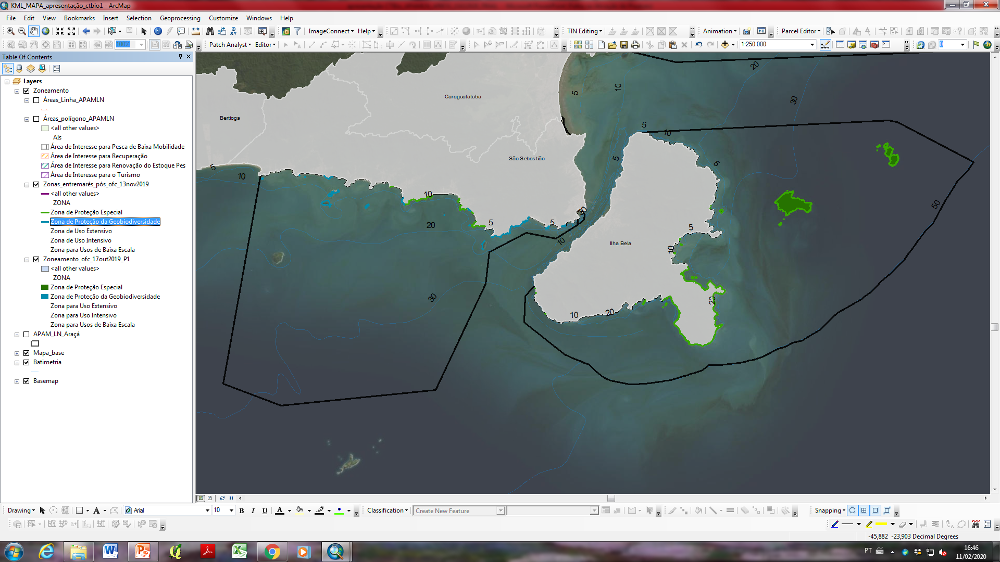 KML_MAPA_apresentação_ctbio1 - ArcMap
File Edit View Bookmarks Insert Selection Geoprocessing Customize Windows Help
ImageConnect Help TIN Editing Animation Parcel Editor
100% Patch Analyst Editor 1:250.000 0
Table Of Contents
Layers
Zoneamento
Áreas_Linha_APAMLN
Áreas_polígono_APAMLN
<all other values>
AIs
Área de Interesse para Pesca de Baixa Mobilidade
Área de Interesse para Recuperação
Área de Interesse para Renovação do Estoque Pes
Área de Interesse para o Turismo
Zonas_entremarés_pós_ofc_13nov2019
<all other values>
ZONA
Zona de Proteção Especial
Zona de Proteção da Geobiodiversidade
Zona de Uso Extensivo
Zona de Uso Intensivo
Zona para Usos de Baixa Escala
Zoneamento_ofc_17out2019_P1
<all other values>
ZONA
Zona de Proteção Especial
Zona de Proteção da Geobiodiversidade
Zona para Uso Extensivo
Zona para Uso Intensivo
Zona para Usos de Baixa Escala
APAM_LN_Araçá
Mapa_base
Batimetria
Basemap
20
10
5
30
Caraguatatuba
Bertioga
5
10
São Sebastião
5
5
5
10
10
50
20
5
5
30
5
10
Ilha Bela
10
30
20
10
20
Drawing Arial 10 B I U A Classification Create New Feature Snapping
-45,882 -23,903 Decimal Degrees
PT
16:46
11/02/2020